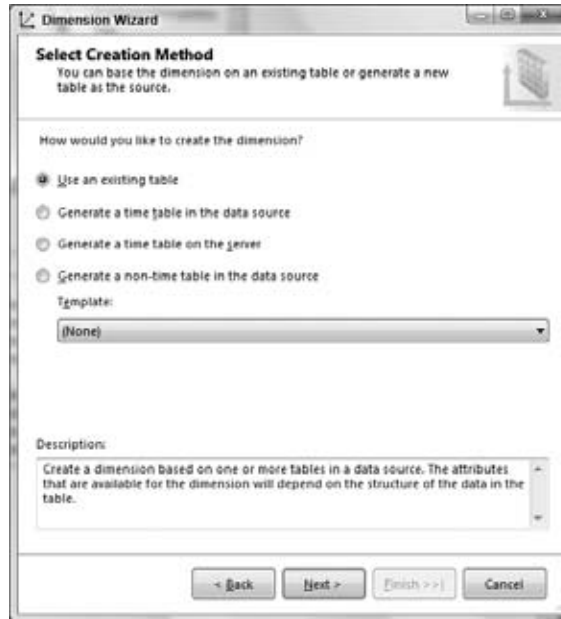 Dimension Wizard
Select Creation Method
You can base the dimension on an existing table or generate a new
table as the source.
How would you like to create the dimension?
Use an existing table
Generate a time table in the data source
Generate a time table on the server
Generate a non-time table in the data source
Template:
(None)
Description:
Create a dimension based on one or more tables in a data source. The attributes
that are available for the dimension will depend on the structure of the data in the
table.
< Back
Next >
Finish >>|
Cancel